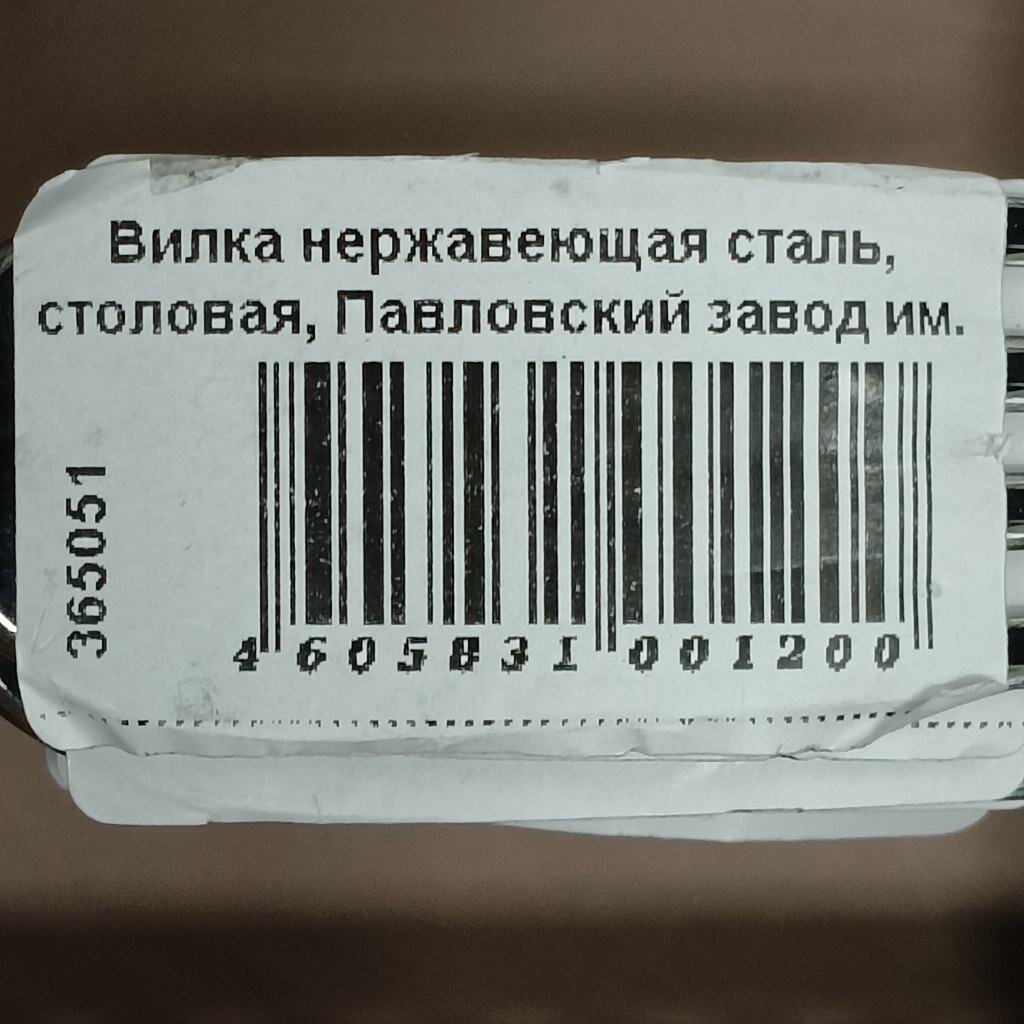 Вилка нержавеющая сталь,
столовая, Павловский завод им.
365051
4 605831 001200